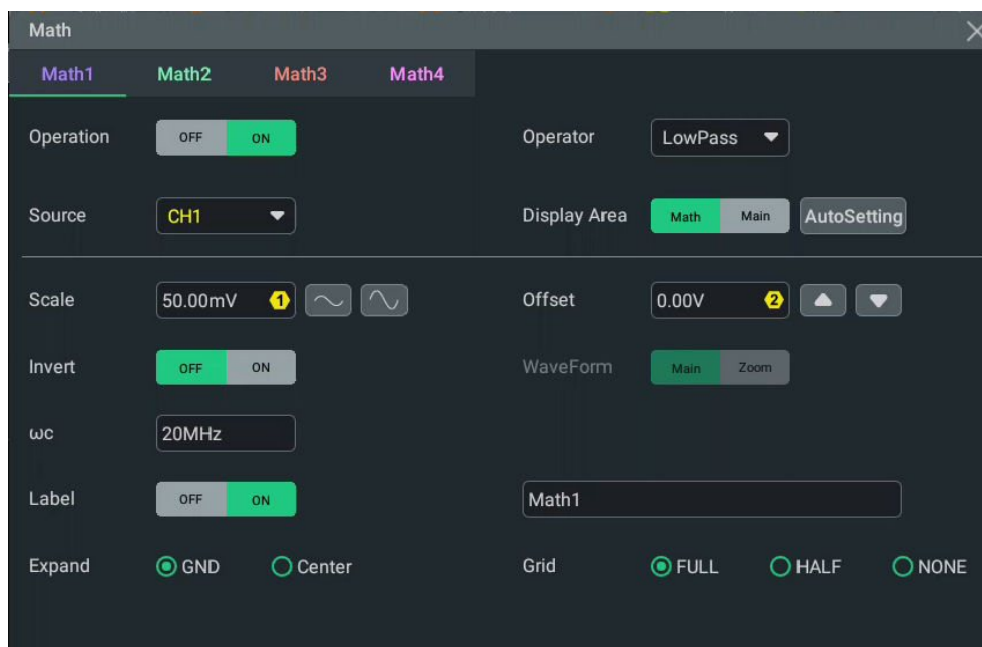 Math
Math1 Math2 Math3 Math4
Operation OFF ON Operator LowPass
Source CH1 Display Area Math Main AutoSetting
Scale 50.00mV 1 Offset 0.00V 2
Invert OFF ON WaveForm Main Zoom
ωc 20MHz
Label OFF ON Math1
Expand GND Center Grid FULL HALF NONE